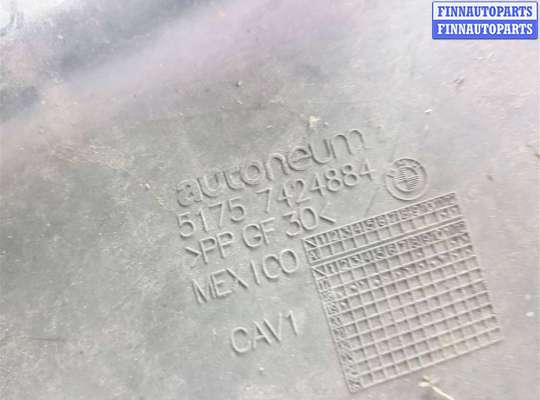 FINNAUTOPARTS
FINNAUTOPARTS
autoneum
5175 7424884
>PP GF 30<
MEXICO
CAV1